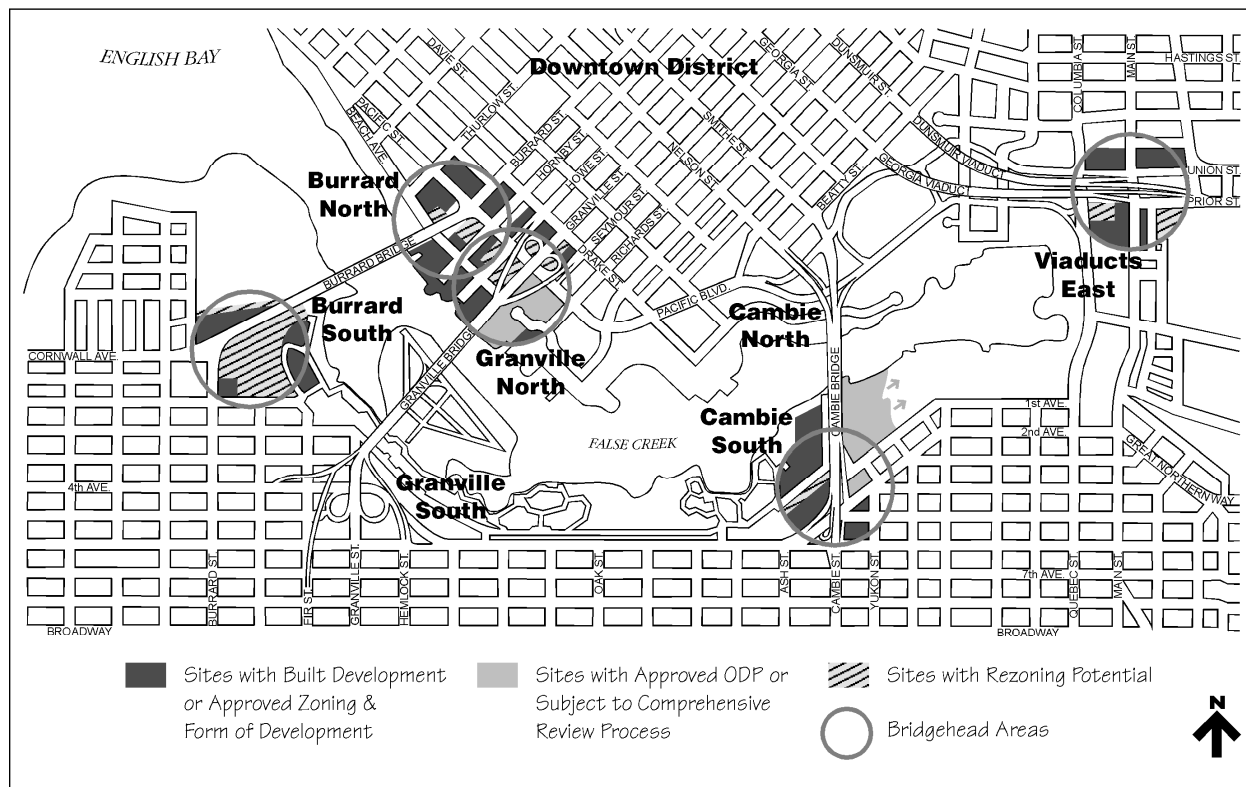 ENGLISH BAY
DAVIE ST.
Downtown District
GEORGIA ST.
DUNSMUIR ST.
COLUMBIA ST.
MAIN ST.
HASTINGS ST.
PACIFIC ST.
BEACH AVE.
THURLOW ST.
BURRARD ST.
HORNBY ST.
HOWE ST.
GRANVILLE ST.
SEYMOUR ST.
RICHARDS ST.
DRAKE ST.
SMITHE ST.
NELSON ST.
BEATTY ST.
DUNSMUIR VIADUCT
GEORGIA VIADUCT
UNION ST.
PRIOR ST.
Burrard
North
BURRARD BRIDGE
Burrard
South
Viaducts
East
PACIFIC BLVD.
Cambie
North
CORNWALL AVE.
GRANVILLE BRIDGE
Granville
North
CAMBIE BRIDGE
Cambie
South
1st AVE.
2nd AVE.
GREAT NORTHERN WAY
FALSE CREEK
4th AVE.
Granville
South
BURRARD ST.
FIR ST.
GRANVILLE ST.
HEMLOCK ST.
OAK ST.
ASH ST.
CAMBIE ST.
YUKON ST.
7th AVE.
QUEBEC ST.
MAIN ST.
BROADWAY
BROADWAY
Sites with Built Development
or Approved Zoning &
Form of Development
Sites with Approved ODP or
Subject to Comprehensive
Review Process
Sites with Rezoning Potential
Bridgehead Areas
N